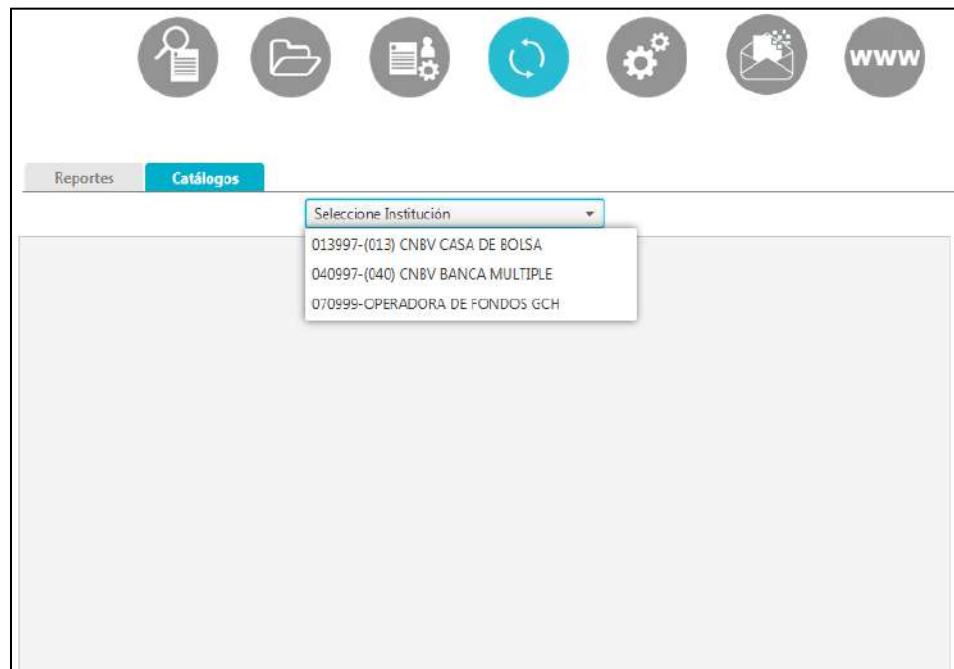 www
Reportes
Catálogos
Seleccione Institución
013997-(013) CNBV CASA DE BOLSA
040997-(040) CNBV BANCA MULTIPLE
070999-OPERADORA DE FONDOS GCH